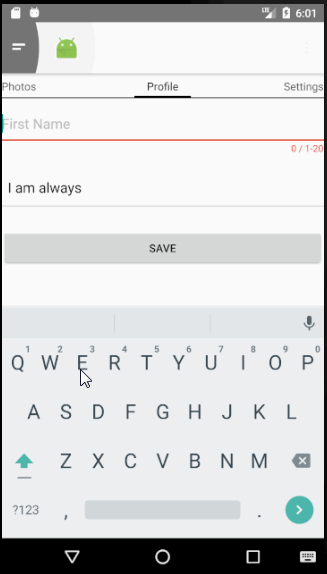 LTE 6:01
Photos Profile Settings
First Name
0 / 1-20
I am always
SAVE
1 2 3 4 5 6 7 8 9 0
Q W E R T Y U I O P
A S D F G H J K L
Z X C V B N M
?123 , .